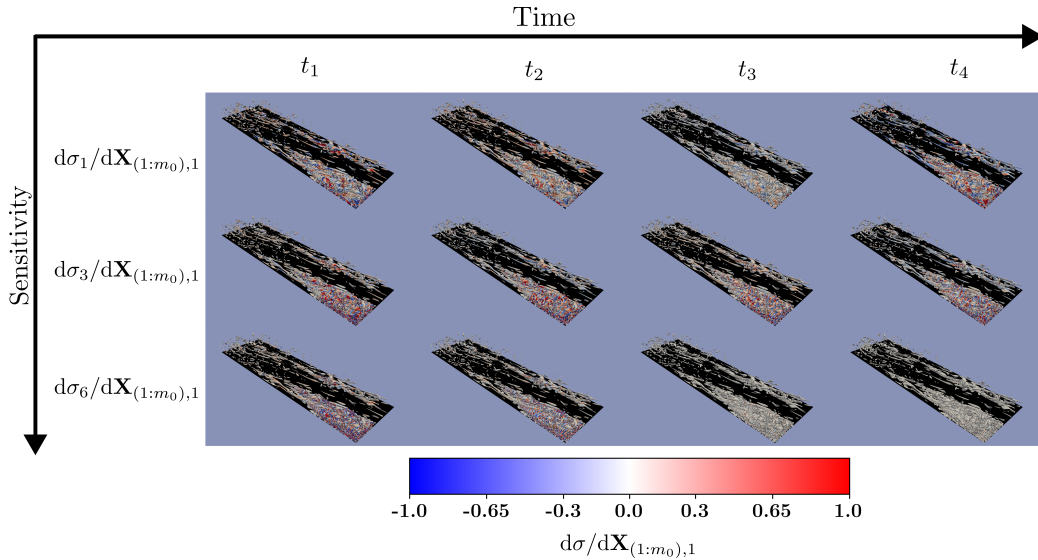 Time
t₁ t₂ t₃ t₄
Sensitivity
dσ₁/dX₍₁:ₘ₀₎,₁
dσ₃/dX₍₁:ₘ₀₎,₁
dσ₆/dX₍₁:ₘ₀₎,₁
-1.0 -0.65 -0.3 0.0 0.3 0.65 1.0
dσ/dX₍₁:ₘ₀₎,₁